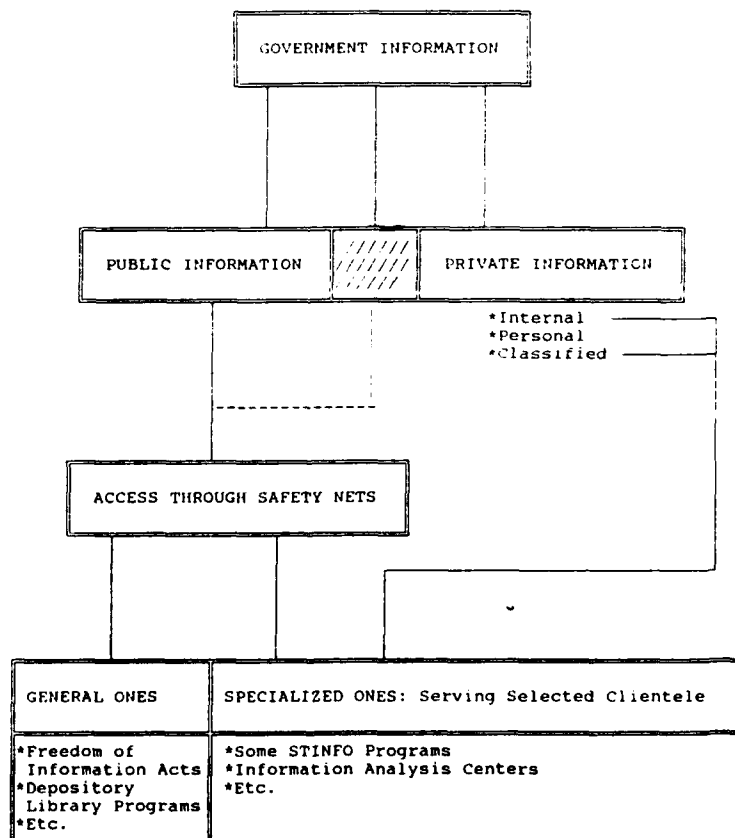 GOVERNMENT INFORMATION
PUBLIC INFORMATION
PRIVATE INFORMATION
*Internal
*Personal
*Classified
ACCESS THROUGH SAFETY NETS
GENERAL ONES
SPECIALIZED ONES: Serving Selected Clientele
*Freedom of
Information Acts
*Depository
Library Programs
*Etc.
*Some STINFO Programs
*Information Analysis Centers
*Etc.